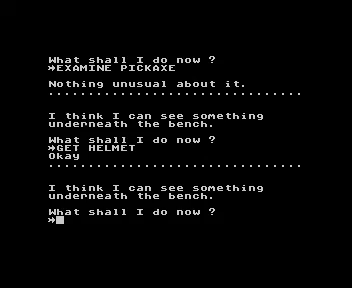 What shall I do now ?
*EXAMINE PICKAXE
Nothing unusual about it.
................................
I think I can see something
underneath the bench.
What shall I do now ?
*GET HELMET
Okay
................................
I think I can see something
underneath the bench.
What shall I do now ?
*